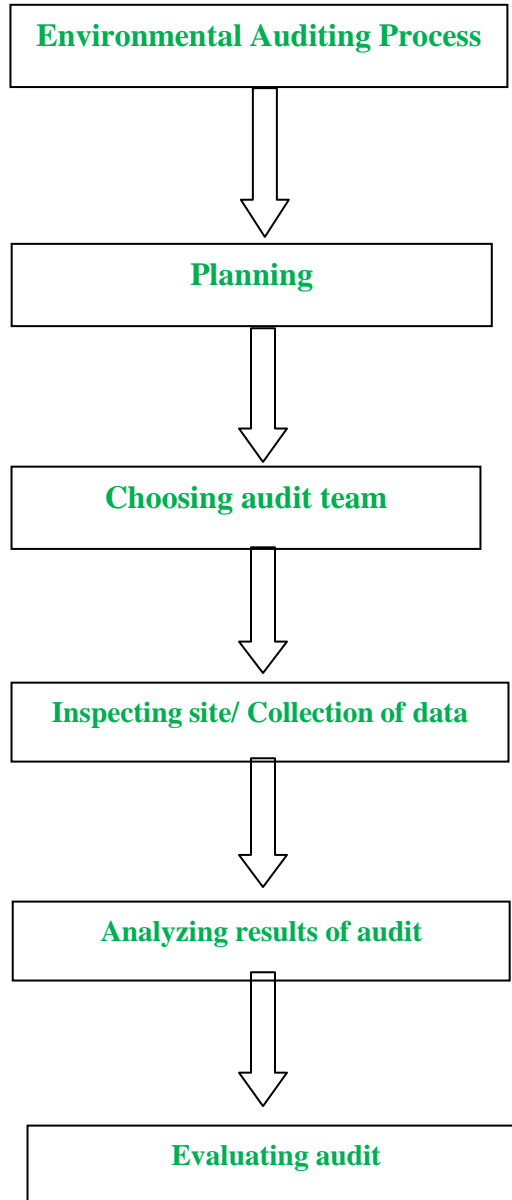 Environmental Auditing Process
Planning
Choosing audit team
Inspecting site/ Collection of data
Analyzing results of audit
Evaluating audit